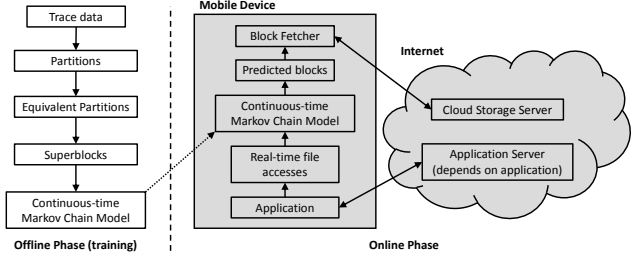 Trace data
Partitions
Equivalent Partitions
Superblocks
Continuous-time
Markov Chain Model
Offline Phase (training)
Mobile Device
Block Fetcher
Predicted blocks
Continuous-time
Markov Chain Model
Real-time file
accesses
Application
Internet
Cloud Storage Server
Application Server
(depends on application)
Online Phase